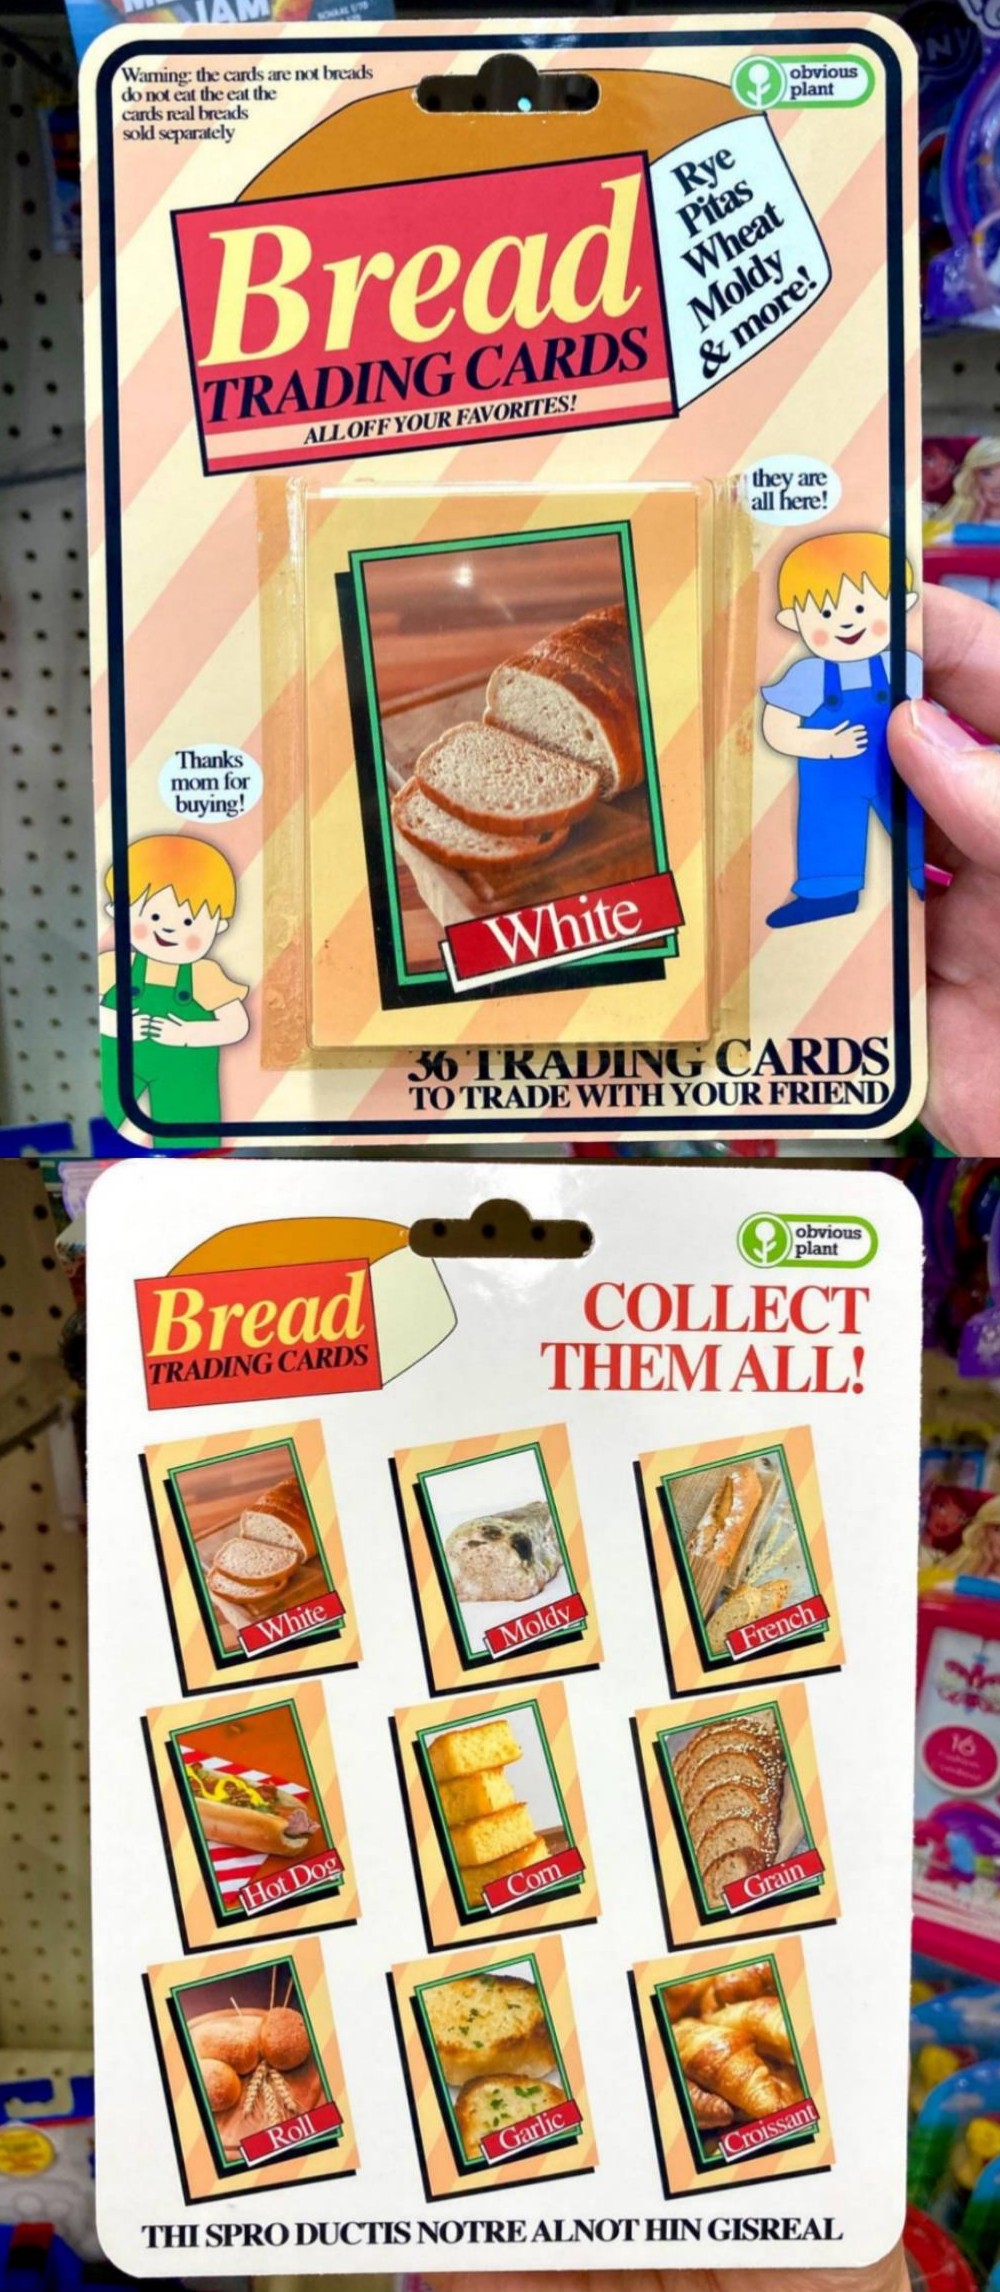 Warning: the cards are not breads
do not eat the eat the
cards real breads
sold separately
obvious
plant
Bread
TRADING CARDS
ALL OFF YOUR FAVORITES!
Rye
Pitas
Wheat
Moldy
& more!
they are
all here!
Thanks
mom for
buying!
White
36 TRADING CARDS
TO TRADE WITH YOUR FRIEND
Bread
TRADING CARDS
obvious
plant
COLLECT
THEM ALL!
White
Moldy
French
Hot Dog
Corn
Grain
Roll
Garlic
Croissant
THI SPRO DUCTIS NOTRE ALNOT HIN GISREAL
16